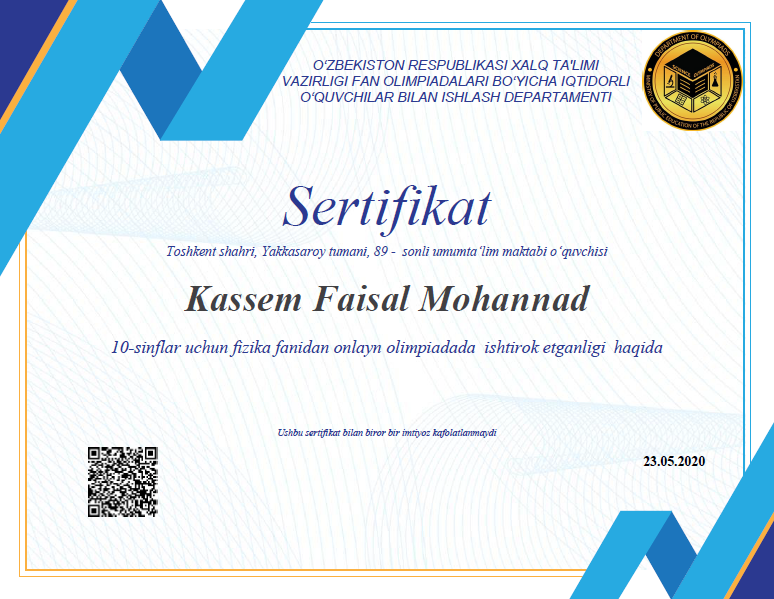 O‘ZBEKISTON RESPUBLIKASI XALQ TA'LIMI
VAZIRLIGI FAN OLIMPIADALARI BO‘YICHA IQTIDORLI
O‘QUVCHILAR BILAN ISHLASH DEPARTAMENTI
DEPARTMENT OF OLYMPIADS
SCIENCE OLYMPIAD
MINISTRY OF PUBLIC EDUCATION OF THE REPUBLIC OF UZBEKISTAN
Sertifikat
Toshkent shahri, Yakkasaroy tumani, 89 - sonli umumta‘lim maktabi o‘quvchisi
Kassem Faisal Mohannad
10-sinflar uchun fizika fanidan onlayn olimpiadada ishtirok etganligi haqida
Ushbu sertifikat bilan biror bir imtiyoz kafolatlanmaydi
23.05.2020